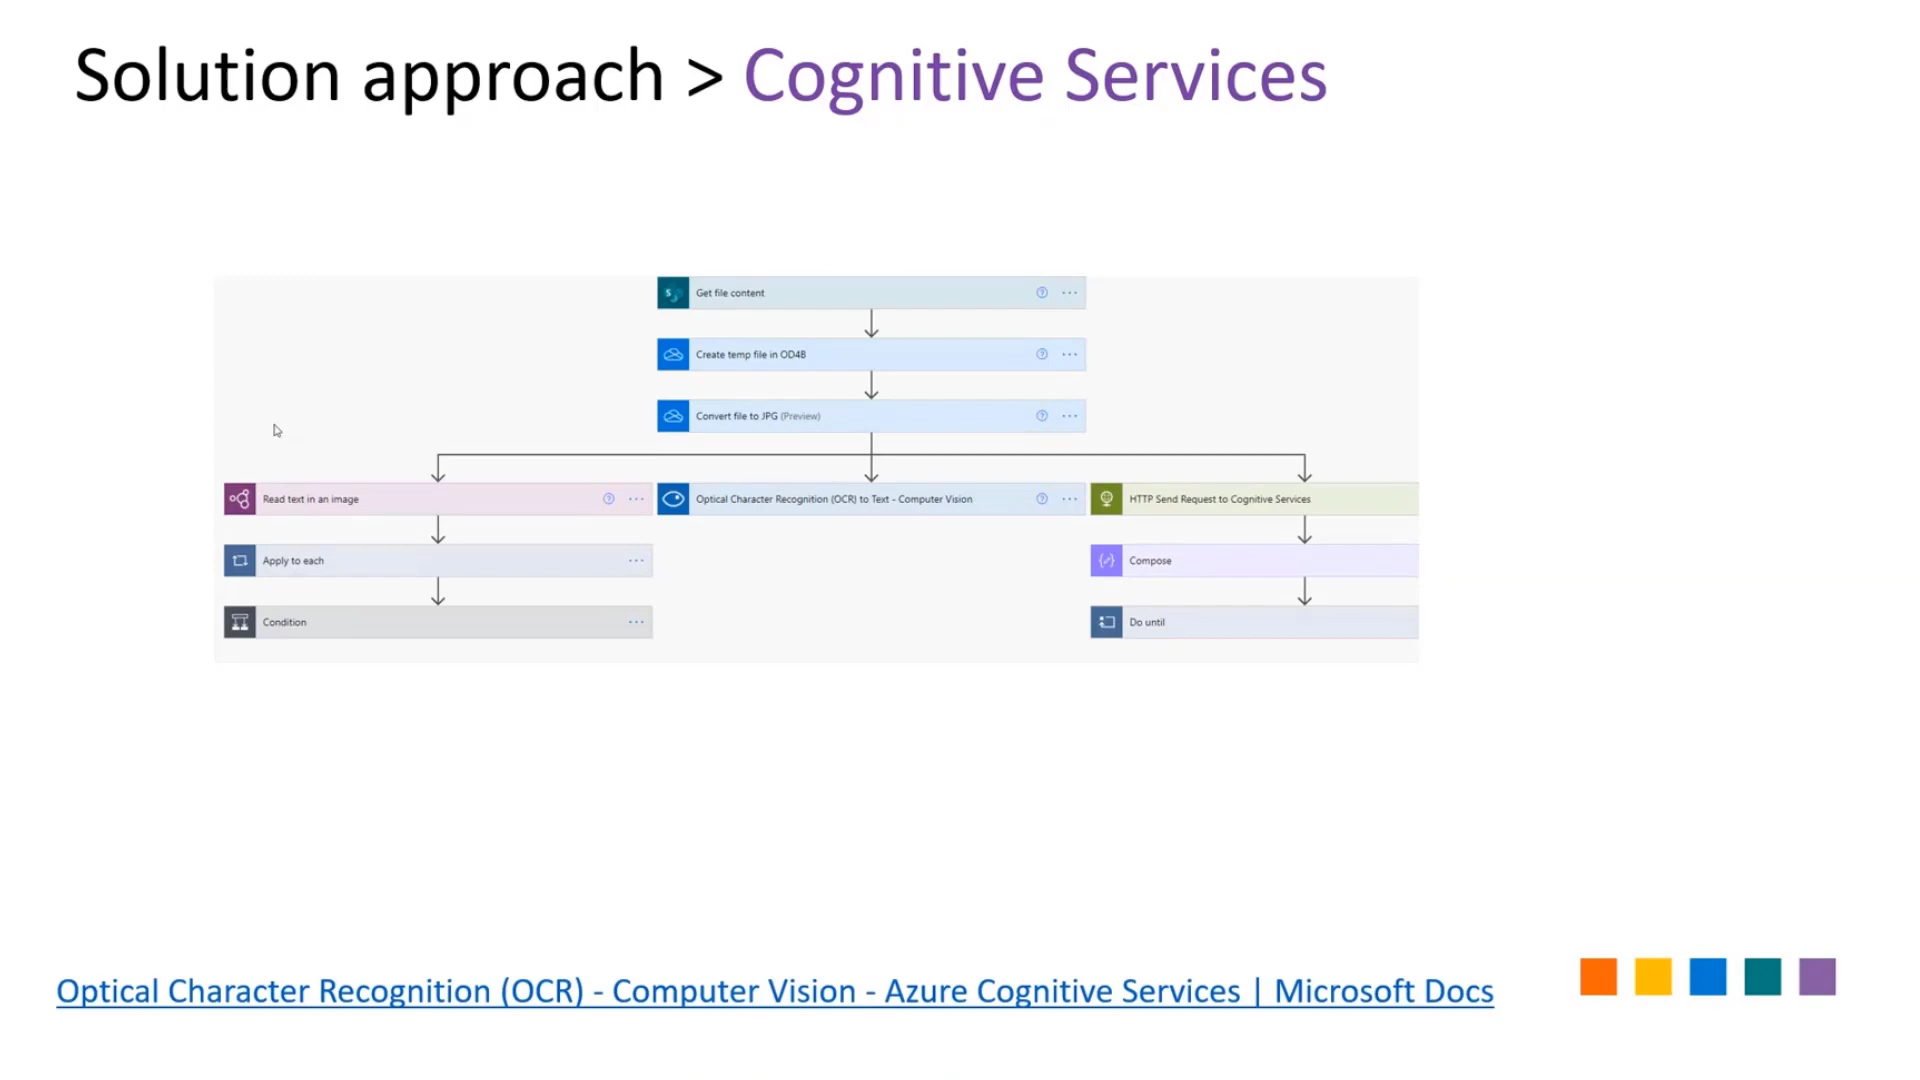 Solution approach > Cognitive Services
Get file content
Create temp file in OD4B
Convert file to JPG (Preview)
Read text in an image
Optical Character Recognition (OCR) to Text - Computer Vision
HTTP Send Request to Cognitive Services
Apply to each
Compose
Condition
Do until
Optical Character Recognition (OCR) - Computer Vision - Azure Cognitive Services | Microsoft Docs